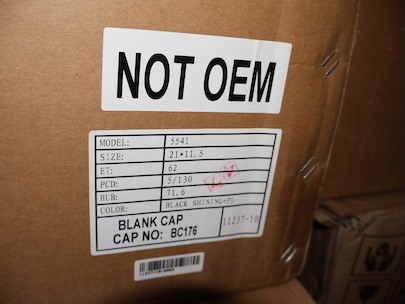 NOT OEM
MODEL: 5541
SIZE: 21*11.5
ET: 62
PCD: 5/130
HUB: 71.6
COLOR: BLACK SHINING+PL
BLANK CAP 11237-10
CAP NO: BC176